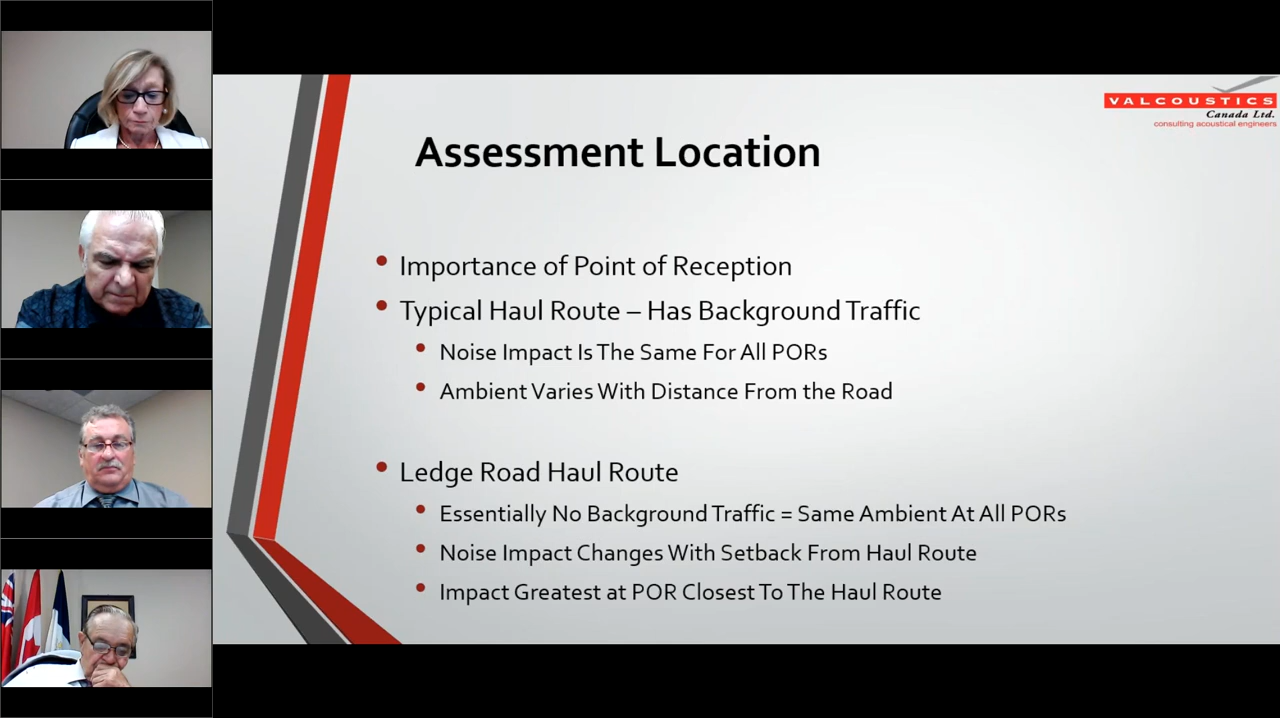 VALCOUSTICS
Canada Ltd.
consulting acoustical engineers
Assessment Location
• Importance of Point of Reception
• Typical Haul Route – Has Background Traffic
• Noise Impact Is The Same For All PORs
• Ambient Varies With Distance From the Road
• Ledge Road Haul Route
• Essentially No Background Traffic = Same Ambient At All PORs
• Noise Impact Changes With Setback From Haul Route
• Impact Greatest at POR Closest To The Haul Route